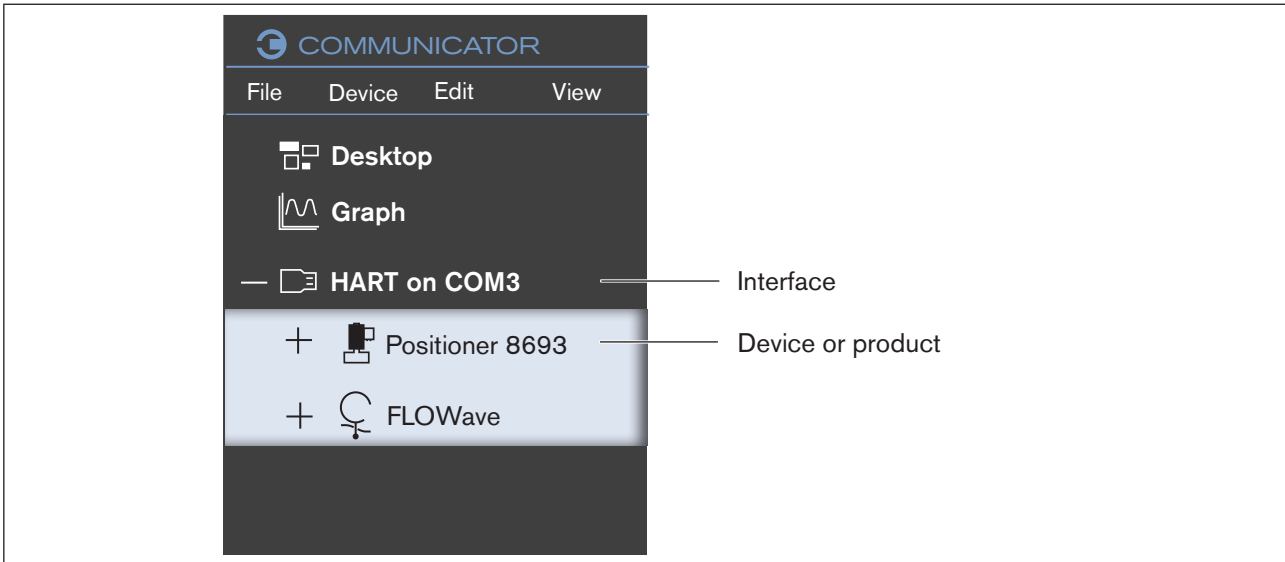 COMMUNICATOR
File Device Edit View
Desktop
Graph
HART on COM3 Interface
Positioner 8693 Device or product
FLOWave